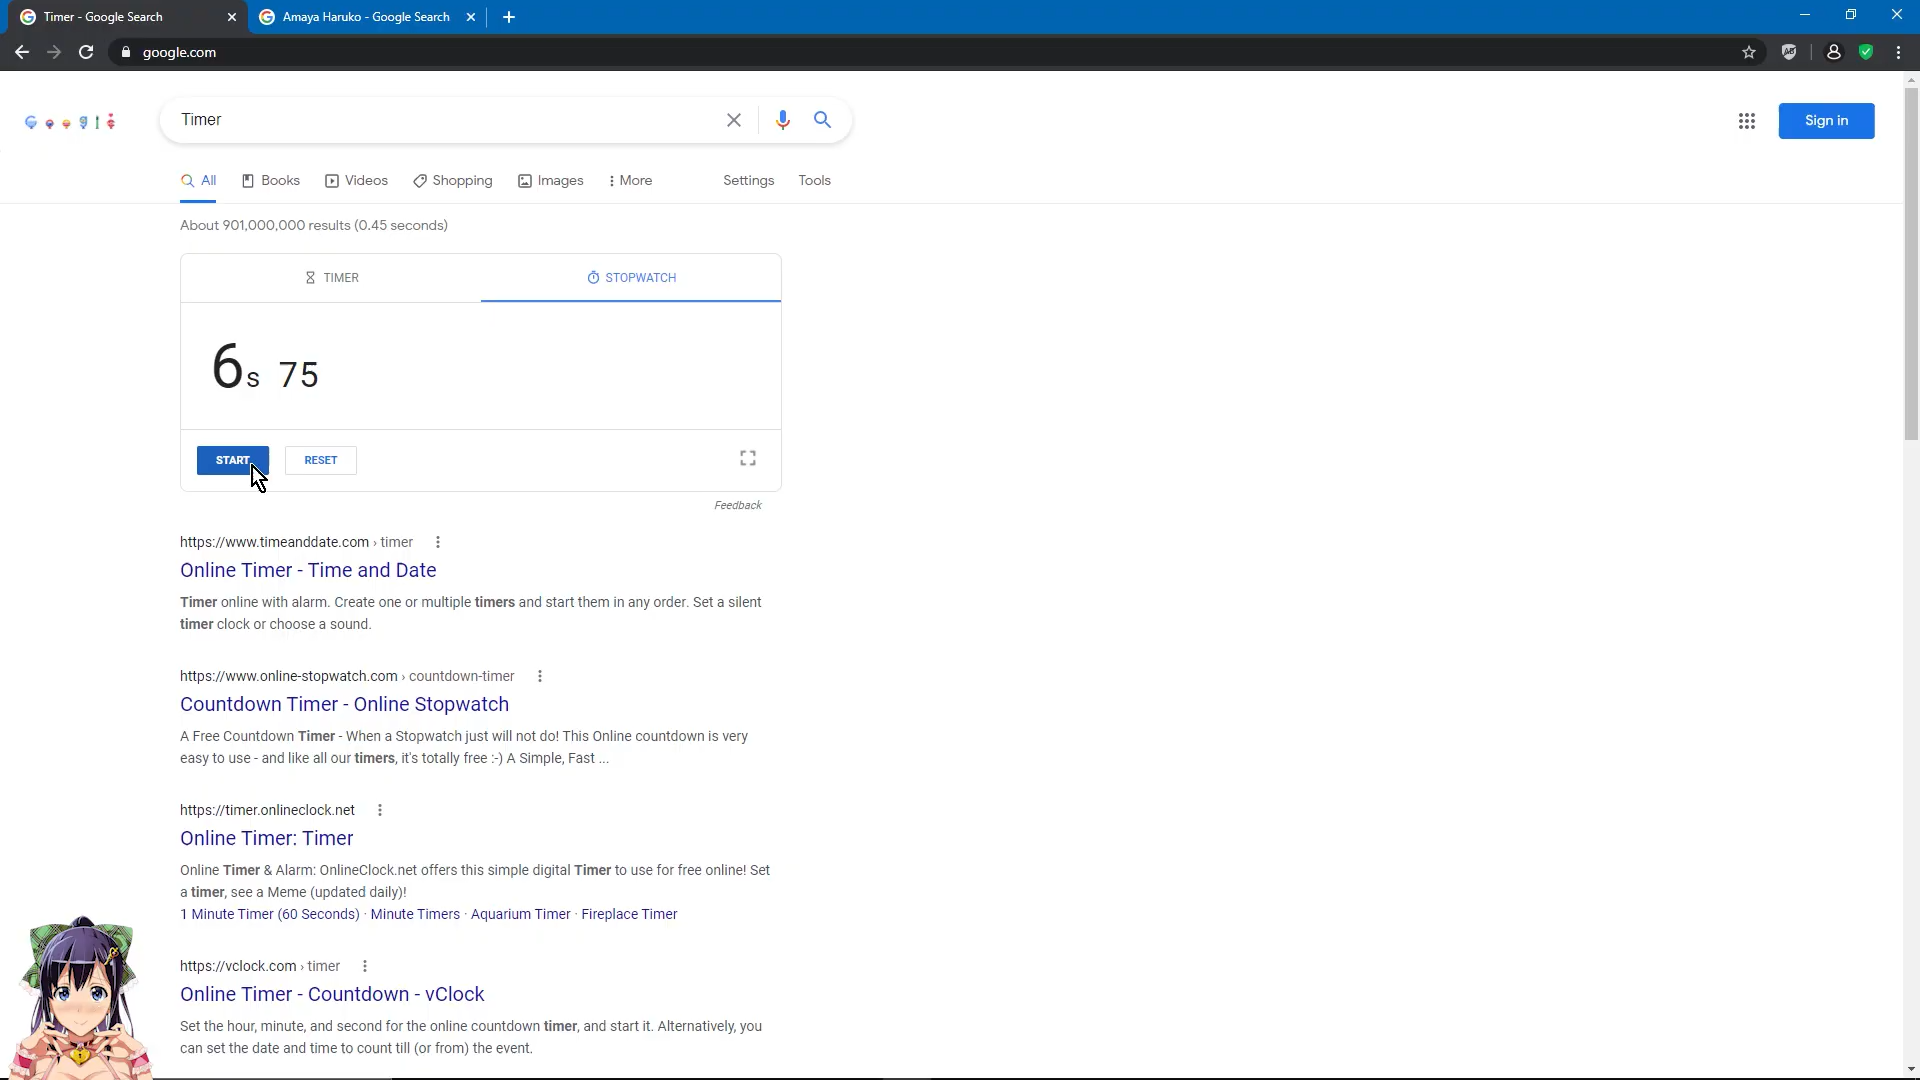 Timer - Google Search
Amaya Haruko - Google Search
google.com
Google
Timer
Sign in
All
Books
Videos
Shopping
Images
More
Settings
Tools
About 901,000,000 results (0.45 seconds)
TIMER
STOPWATCH
6s 75
START
RESET
Feedback
https://www.timeanddate.com › timer
Online Timer - Time and Date
Timer online with alarm. Create one or multiple timers and start them in any order. Set a silent
timer clock or choose a sound.
https://www.online-stopwatch.com › countdown-timer
Countdown Timer - Online Stopwatch
A Free Countdown Timer - When a Stopwatch just will not do! This Online countdown is very
easy to use - and like all our timers, it's totally free :-) A Simple, Fast ...
https://timer.onlineclock.net
Online Timer: Timer
Online Timer & Alarm: OnlineClock.net offers this simple digital Timer to use for free online! Set
a timer, see a Meme (updated daily)!
1 Minute Timer (60 Seconds) · Minute Timers · Aquarium Timer · Fireplace Timer
https://vclock.com › timer
Online Timer - Countdown - vClock
Set the hour, minute, and second for the online countdown timer, and start it. Alternatively, you
can set the date and time to count till (or from) the event.